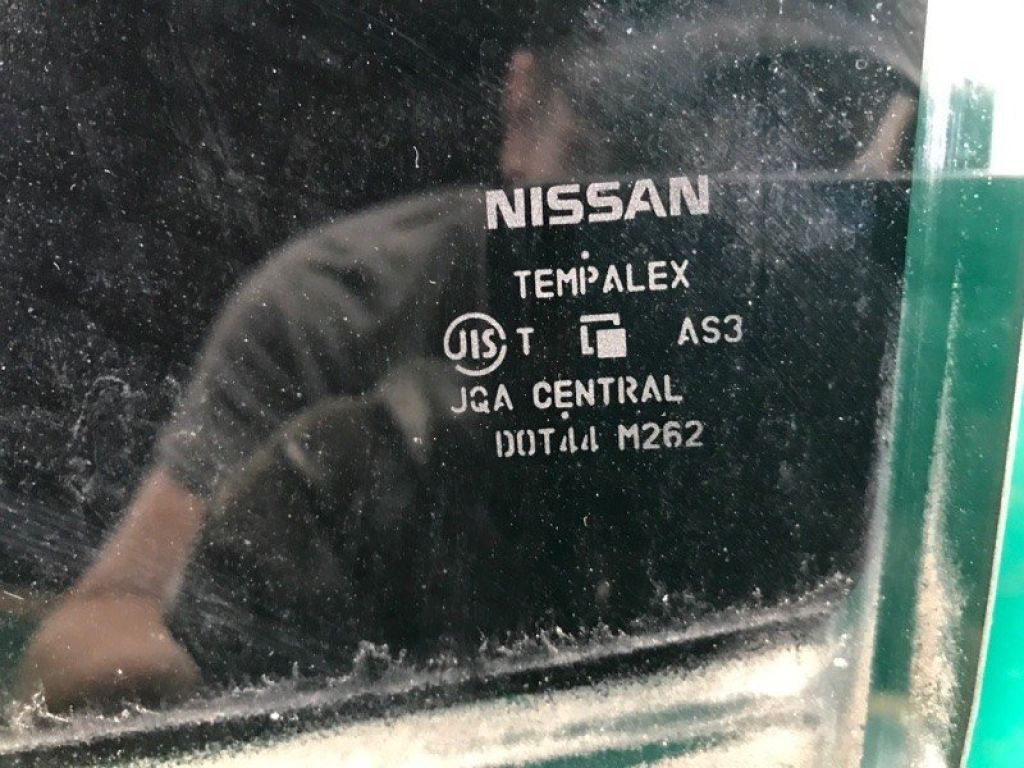 NISSAN
TEMPALEX
JIS T AS3
JQA CENTRAL
DOT44 M262